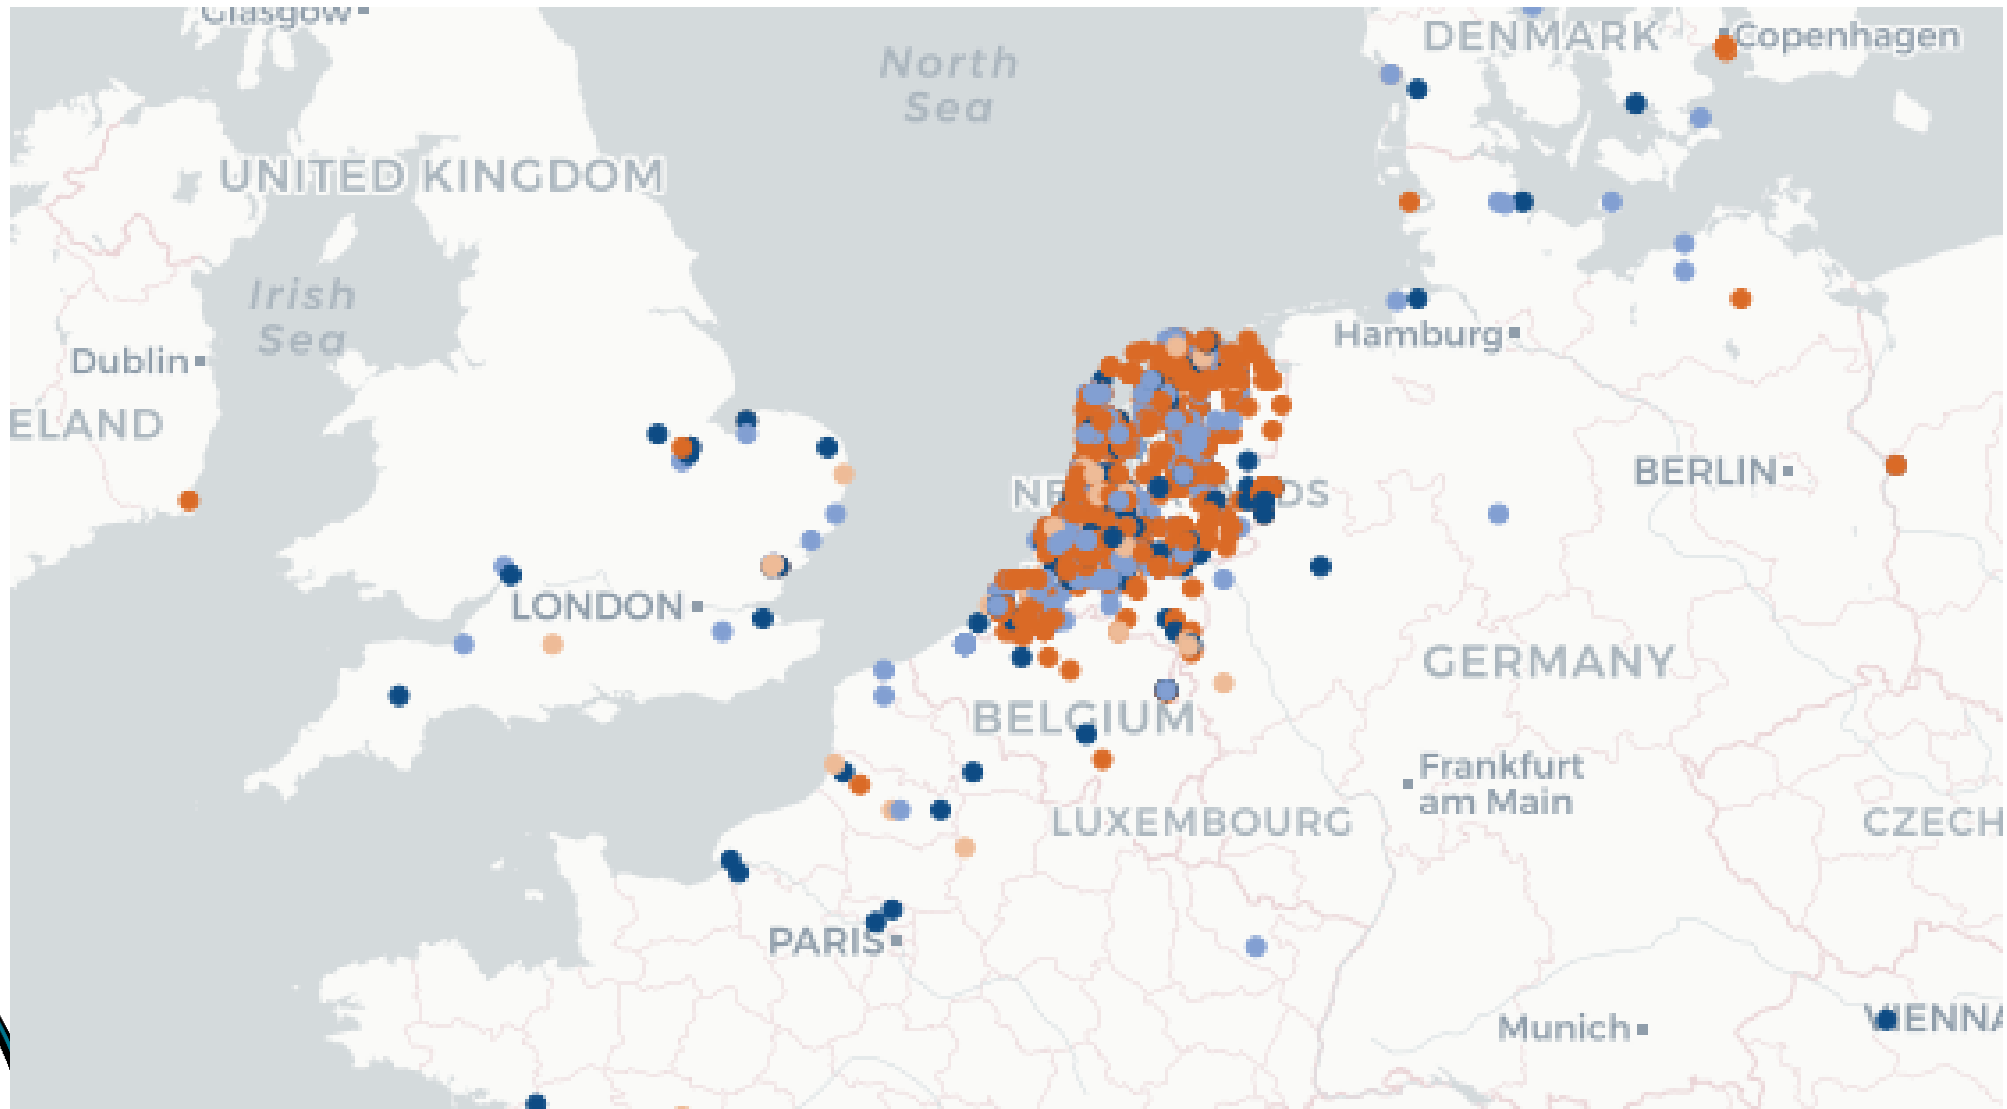 Glasgow
DENMARK
Copenhagen
North
Sea
UNITED KINGDOM
Irish
Sea
Dublin
Hamburg
ELAND
BERLIN
LONDON
GERMANY
BELGIUM
Frankfurt
am Main
LUXEMBOURG
CZECH
PARIS
Munich
VIENNA